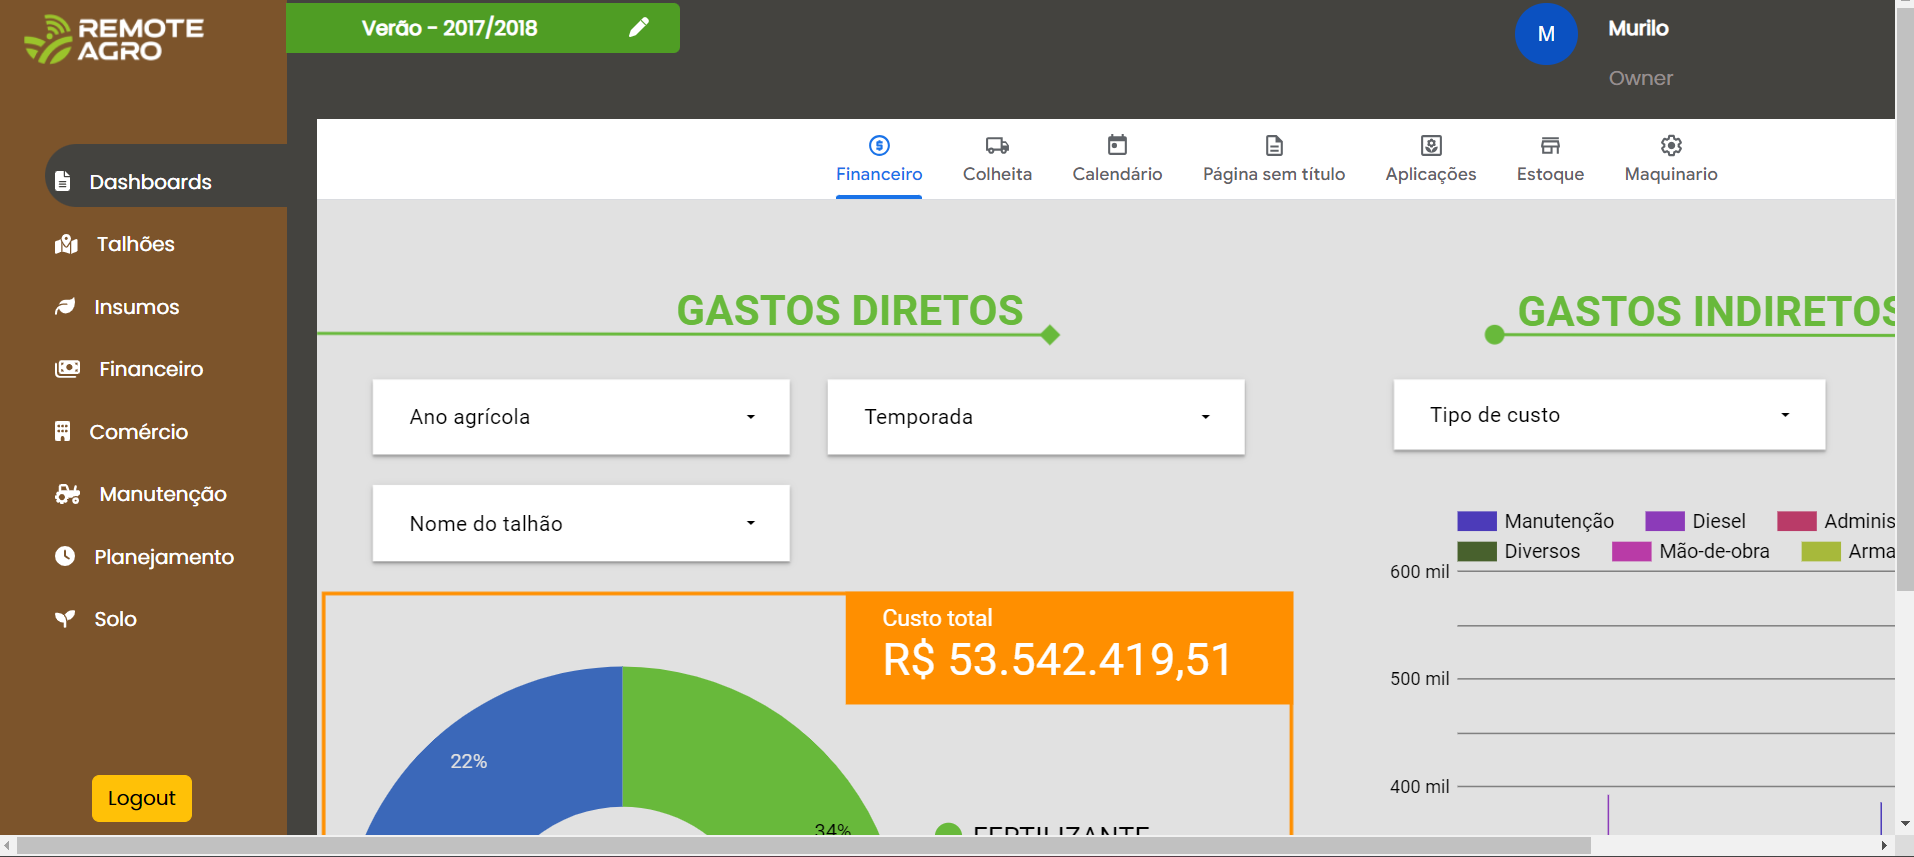 REMOTE
AGRO
Verão - 2017/2018
M
Murilo
Owner
Dashboards
Talhões
Insumos
Financeiro
Comércio
Manutenção
Planejamento
Solo
Logout
Financeiro
Colheita
Calendário
Página sem título
Aplicações
Estoque
Maquinario
GASTOS DIRETOS
Ano agrícola
Temporada
Nome do talhão
Custo total
R$ 53.542.419,51
22%
34%
FERTILIZANTE
GASTOS INDIRETOS
Tipo de custo
Manutenção Diesel Adminis
Diversos Mão-de-obra Arma
600 mil
500 mil
400 mil